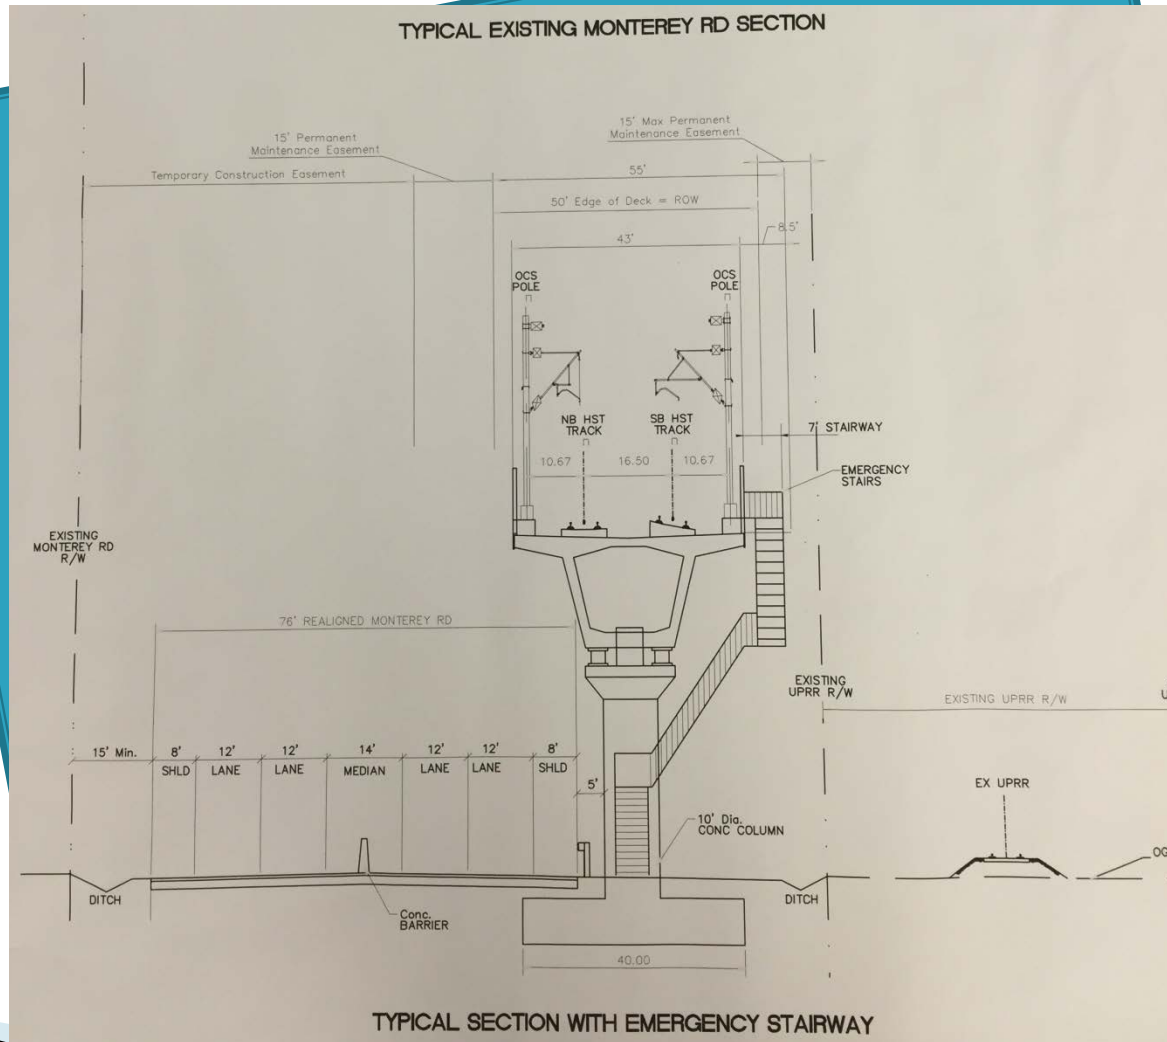 TYPICAL EXISTING MONTEREY RD SECTION
15' Permanent
Maintenance Easement
15' Max Permanent
Maintenance Easement
Temporary Construction Easement
55'
50' Edge of Deck = ROW
8.5'
43'
OCS
POLE
OCS
POLE
NB HST
TRACK
SB HST
TRACK
7' STAIRWAY
10.67
16.50
10.67
EMERGENCY
STAIRS
EXISTING
MONTEREY RD
R/W
76' REALIGNED MONTEREY RD
EXISTING
UPRR R/W
EXISTING UPRR R/W
U
15' Min.
8'
12'
12'
14'
12'
12'
8'
SHLD
LANE
LANE
MEDIAN
LANE
LANE
SHLD
5'
EX UPRR
10' Dia.
CONC COLUMN
OG
DITCH
DITCH
Conc.
BARRIER
40.00
TYPICAL SECTION WITH EMERGENCY STAIRWAY